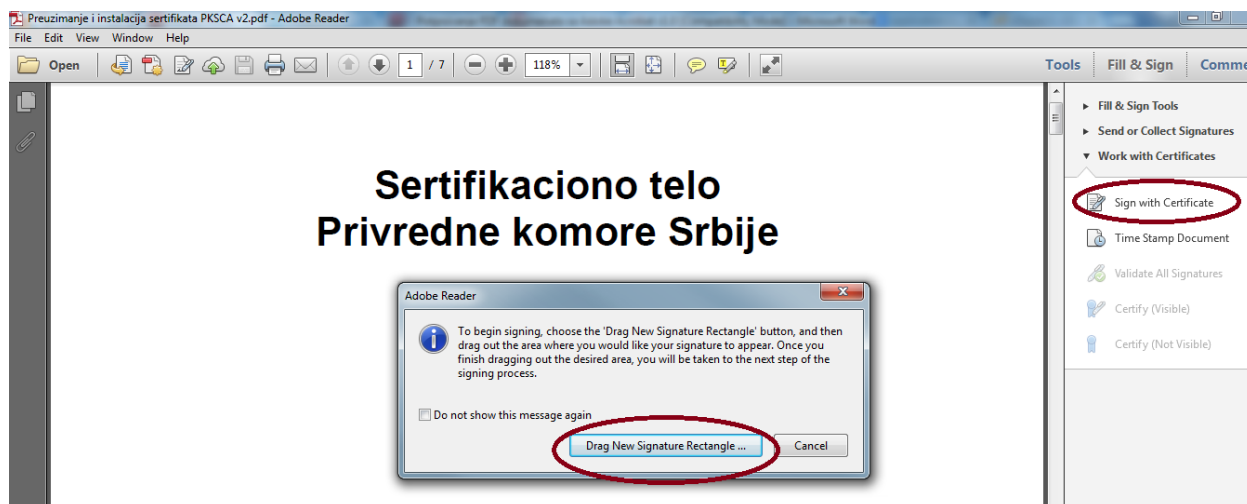 Preuzimanje i instalacija sertifikata PKSCA v2.pdf - Adobe Reader
File Edit View Window Help
Open 1 / 7 118% Tools Fill & Sign Comme
Fill & Sign Tools
Send or Collect Signatures
Work with Certificates
Sign with Certificate
Time Stamp Document
Validate All Signatures
Certify (Visible)
Certify (Not Visible)
Sertifikaciono telo
Privredne komore Srbije
Adobe Reader
To begin signing, choose the 'Drag New Signature Rectangle' button, and then
drag out the area where you would like your signature to appear. Once you
finish dragging out the desired area, you will be taken to the next step of the
signing process.
Do not show this message again
Drag New Signature Rectangle ... Cancel